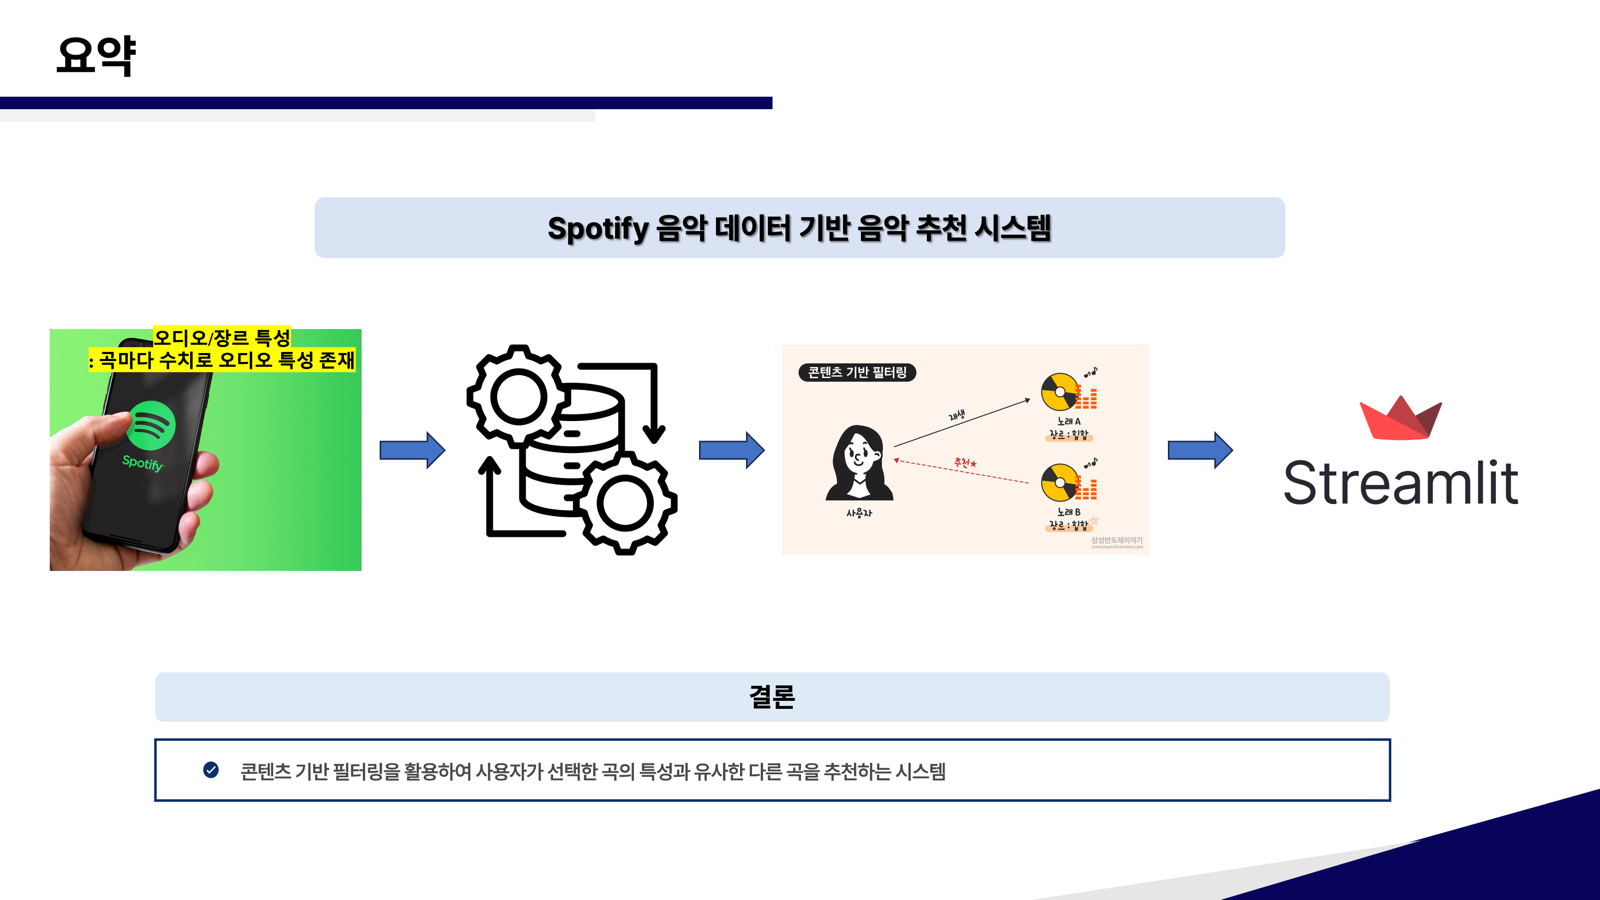 요약
Spotify 음악 데이터 기반 음악 추천 시스템
오디오/장르 특성
: 곡마다 수치로 오디오 특성 존재
Spotify
콘텐츠 기반 필터링
재생
노래 A
장르 : 힙합
추천★
노래 B
장르 : 힙합
사용자
삼성반도체이야기
samsungsemiconstory.com
Streamlit
결론
콘텐츠 기반 필터링을 활용하여 사용자가 선택한 곡의 특성과 유사한 다른 곡을 추천하는 시스템